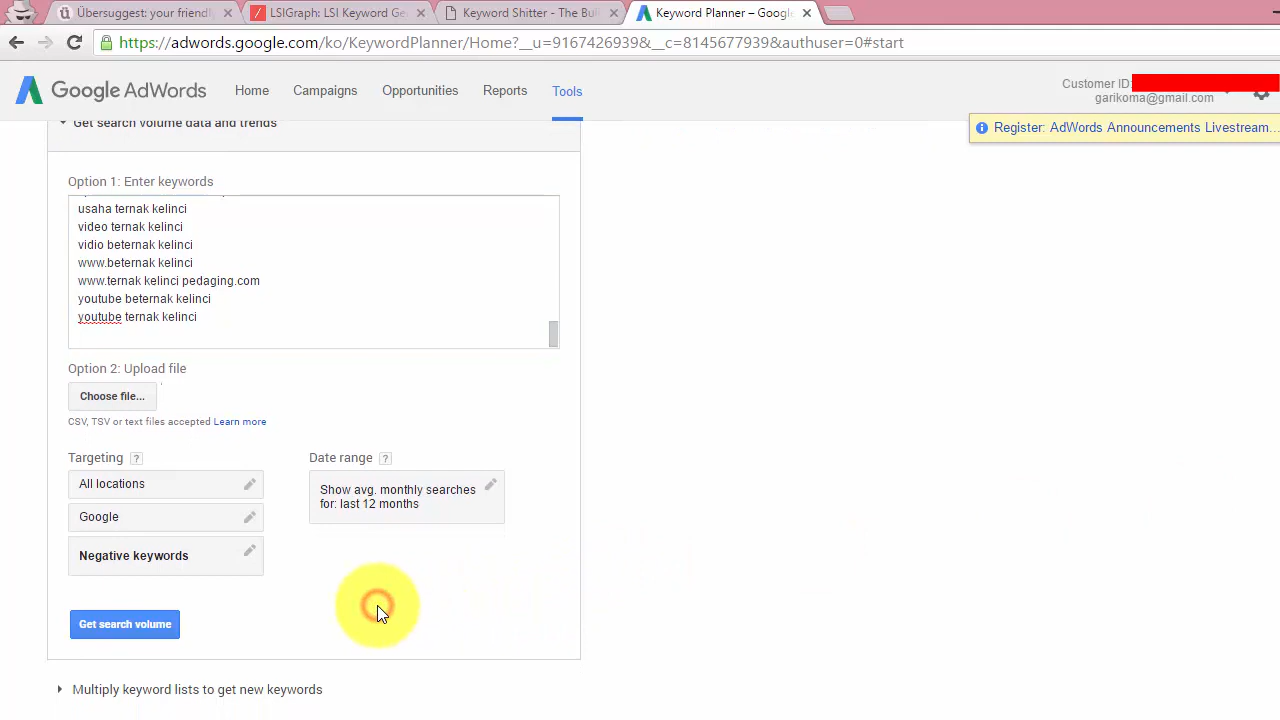 Übersuggest: your friendly
LSIGraph: LSI Keyword Ge
Keyword Shitter - The Bul
Keyword Planner – Google
https://adwords.google.com/ko/KeywordPlanner/Home?__u=9167426939&__c=8145677939&authuser=0#start
Google AdWords
Home
Campaigns
Opportunities
Reports
Tools
Customer ID:
garikoma@gmail.com
Register: AdWords Announcements Livestream...
Get search volume data and trends
Option 1: Enter keywords
usaha ternak kelinci
video ternak kelinci
vidio beternak kelinci
www.beternak kelinci
www.ternak kelinci pedaging.com
youtube beternak kelinci
youtube ternak kelinci
Option 2: Upload file
Choose file...
CSV, TSV or text files accepted Learn more
Targeting ?
Date range ?
All locations
Show avg. monthly searches
for: last 12 months
Google
Negative keywords
Get search volume
Multiply keyword lists to get new keywords